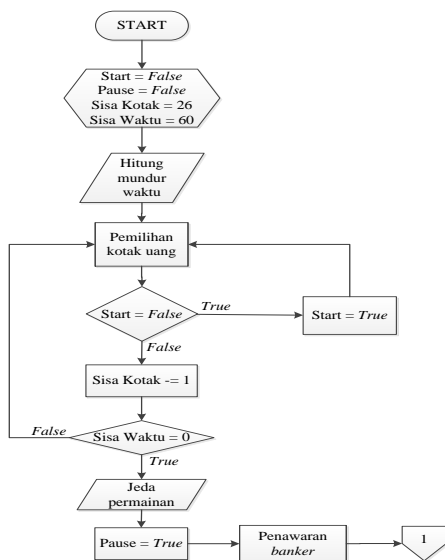 START
Start = False
Pause = False
Sisa Kotak = 26
Sisa Waktu = 60
Hitung
mundur
waktu
Pemilihan
kotak uang
Start = False
True
Start = True
False
Sisa Kotak -= 1
False
Sisa Waktu = 0
True
Jeda
permainan
Pause = True
Penawaran
banker
1